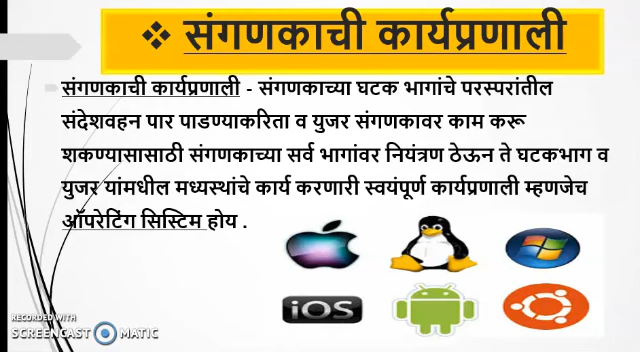 ❖ संगणकाची कार्यप्रणाली
संगणकाची कार्यप्रणाली - संगणकाच्या घटक भागांचे परस्परांतील
संदेशवहन पार पाडण्याकरिता व युजर संगणकावर काम करू
शकण्यासासाठी संगणकाच्या सर्व भागांवर नियंत्रण ठेऊन ते घटकभाग व
युजर यांमधील मध्यस्थांचे कार्य करणारी स्वयंपूर्ण कार्यप्रणाली म्हणजेच
ऑपरेटिंग सिस्टिम होय .
iOS
RECORDED WITH
SCREENCAST MATIC